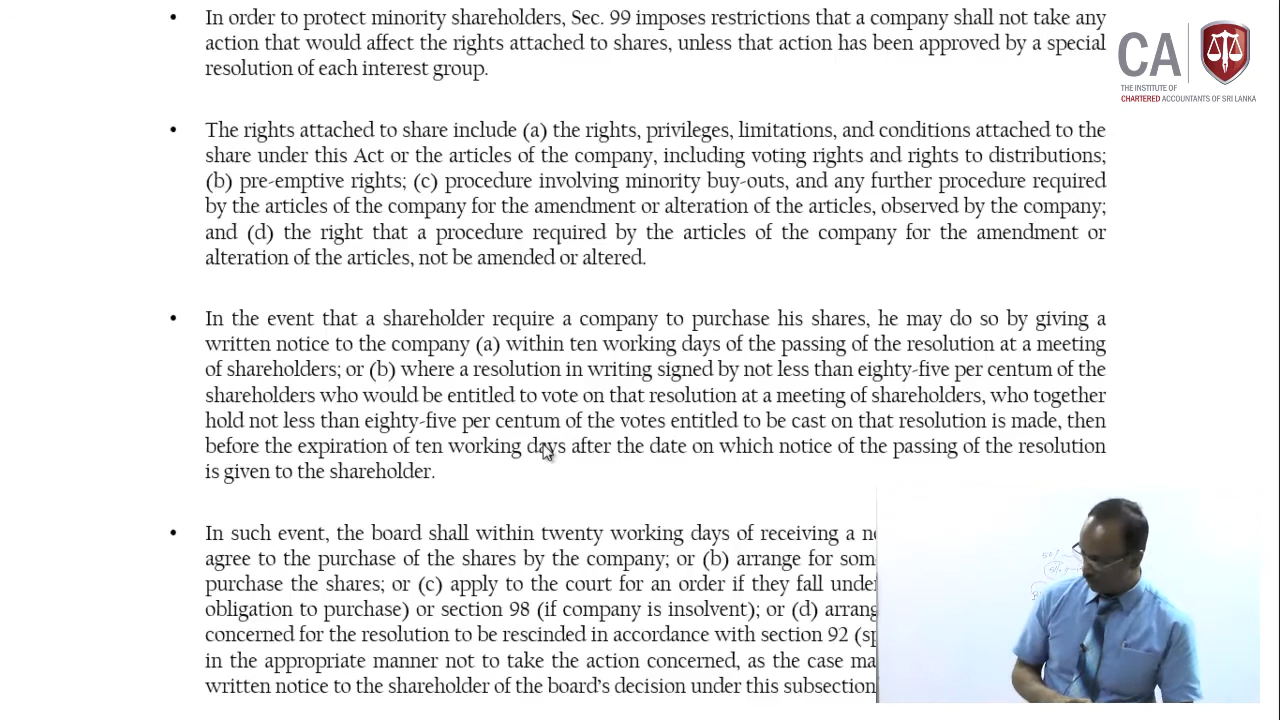 • In order to protect minority shareholders, Sec. 99 imposes restrictions that a company shall not take any
action that would affect the rights attached to shares, unless that action has been approved by a special
resolution of each interest group.
CA
THE INSTITUTE OF
CHARTERED ACCOUNTANTS OF SRI LANKA
• The rights attached to share include (a) the rights, privileges, limitations, and conditions attached to the
share under this Act or the articles of the company, including voting rights and rights to distributions;
(b) pre-emptive rights; (c) procedure involving minority buy-outs, and any further procedure required
by the articles of the company for the amendment or alteration of the articles, observed by the company;
and (d) the right that a procedure required by the articles of the company for the amendment or
alteration of the articles, not be amended or altered.
• In the event that a shareholder require a company to purchase his shares, he may do so by giving a
written notice to the company (a) within ten working days of the passing of the resolution at a meeting
of shareholders; or (b) where a resolution in writing signed by not less than eighty-five per centum of the
shareholders who would be entitled to vote on that resolution at a meeting of shareholders, who together
hold not less than eighty-five per centum of the votes entitled to be cast on that resolution is made, then
before the expiration of ten working days after the date on which notice of the passing of the resolution
is given to the shareholder.
• In such event, the board shall within twenty working days of receiving a
agree to the purchase of the shares by the company; or (b) arrange for
purchase the shares; or (c) apply to the court for an order if they fall
obligation to purchase) or section 98 (if company is insolvent); or (d)
concerned for the resolution to be rescinded in accordance with section 92
in the appropriate manner not to take the action concerned, as the case
written notice to the shareholder of the board's decision under this subsection